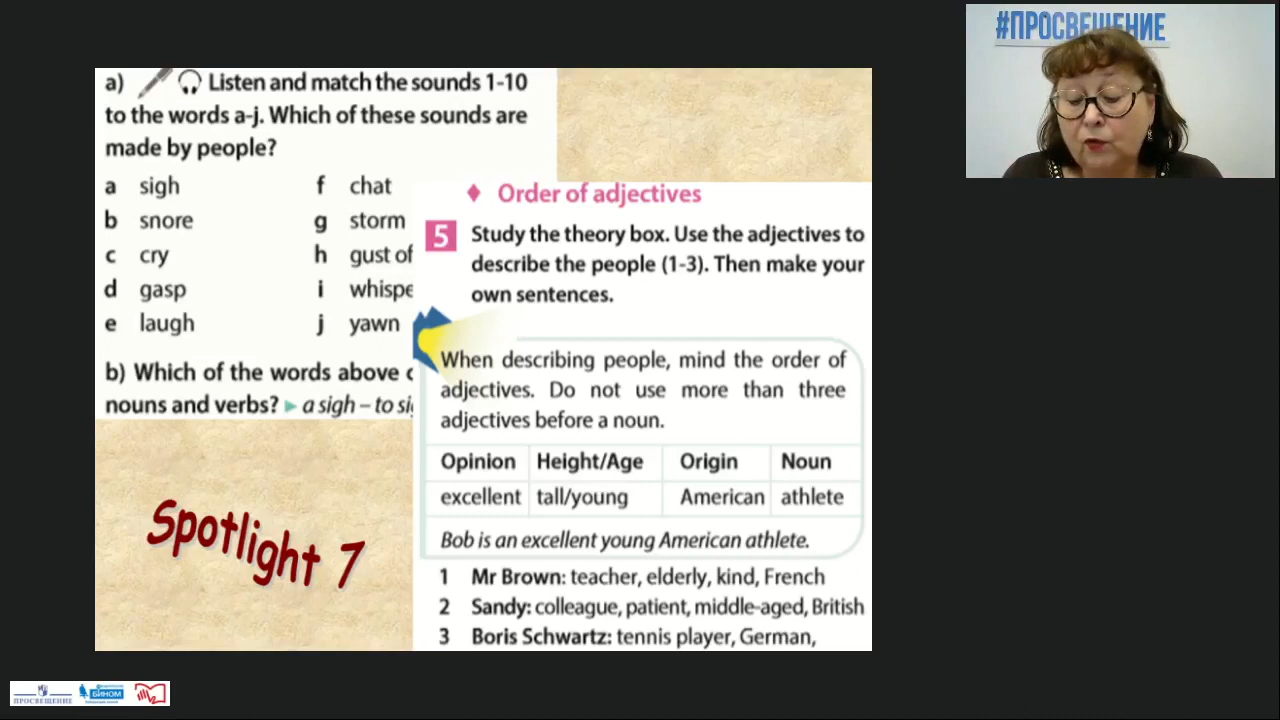 #ПРОСВЕЩЕНИЕ
a) Listen and match the sounds 1-10
to the words a-j. Which of these sounds are
made by people?
a sigh f chat
b snore g storm
c cry h gust of
d gasp i whispe
e laugh j yawn
b) Which of the words above c
nouns and verbs? ► a sigh – to si
♦ Order of adjectives
5 Study the theory box. Use the adjectives to
describe the people (1-3). Then make your
own sentences.
When describing people, mind the order of
adjectives. Do not use more than three
adjectives before a noun.
Opinion Height/Age Origin Noun
excellent tall/young American athlete
Bob is an excellent young American athlete.
1 Mr Brown: teacher, elderly, kind, French
2 Sandy: colleague, patient, middle-aged, British
3 Boris Schwartz: tennis player, German,
Spotlight 7
ПРОСВЕЩЕНИЕ
БИНОМ